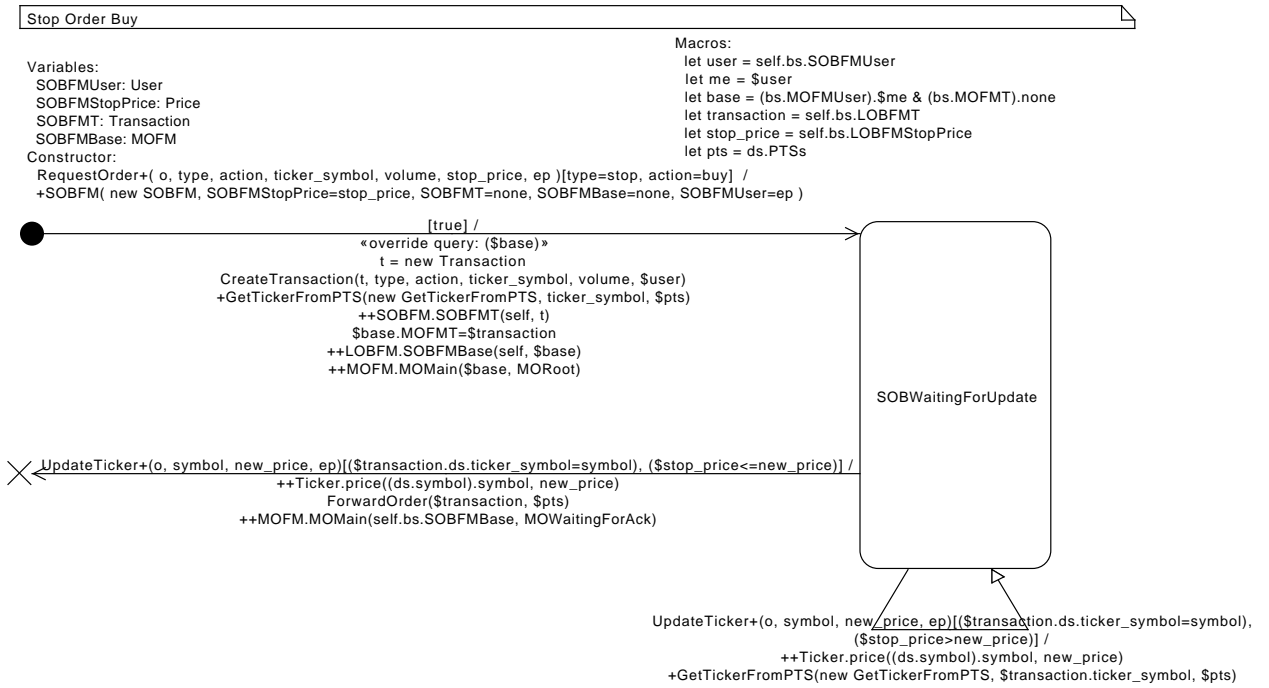 Stop Order Buy
Variables:
SOBFMUser: User
SOBFMStopPrice: Price
SOBFMT: Transaction
SOBFMBase: MOFM
Constructor:
RequestOrder+( o, type, action, ticker_symbol, volume, stop_price, ep )[type=stop, action=buy] /
+SOBFM( new SOBFM, SOBFMStopPrice=stop_price, SOBFMT=none, SOBFMBase=none, SOBFMUser=ep )
Macros:
let user = self.bs.SOBFMUser
let me = $user
let base = (bs.MOFMUser).$me & (bs.MOFMT).none
let transaction = self.bs.LOBFMT
let stop_price = self.bs.LOBFMStopPrice
let pts = ds.PTSs
[true] /
«override query: ($base)»
t = new Transaction
CreateTransaction(t, type, action, ticker_symbol, volume, $user)
+GetTickerFromPTS(new GetTickerFromPTS, ticker_symbol, $pts)
++SOBFM.SOBFMT(self, t)
$base.MOFMT=$transaction
++LOBFM.SOBFMBase(self, $base)
++MOFM.MOMain($base, MORoot)
SOBWaitingForUpdate
UpdateTicker+(o, symbol, new_price, ep)[($transaction.ds.ticker_symbol=symbol), ($stop_price<=new_price)] /
++Ticker.price((ds.symbol).symbol, new_price)
ForwardOrder($transaction, $pts)
++MOFM.MOMain(self.bs.SOBFMBase, MOWaitingForAck)
UpdateTicker+(o, symbol, new_price, ep)[($transaction.ds.ticker_symbol=symbol),
($stop_price>new_price)] /
++Ticker.price((ds.symbol).symbol, new_price)
+GetTickerFromPTS(new GetTickerFromPTS, $transaction.ticker_symbol, $pts)